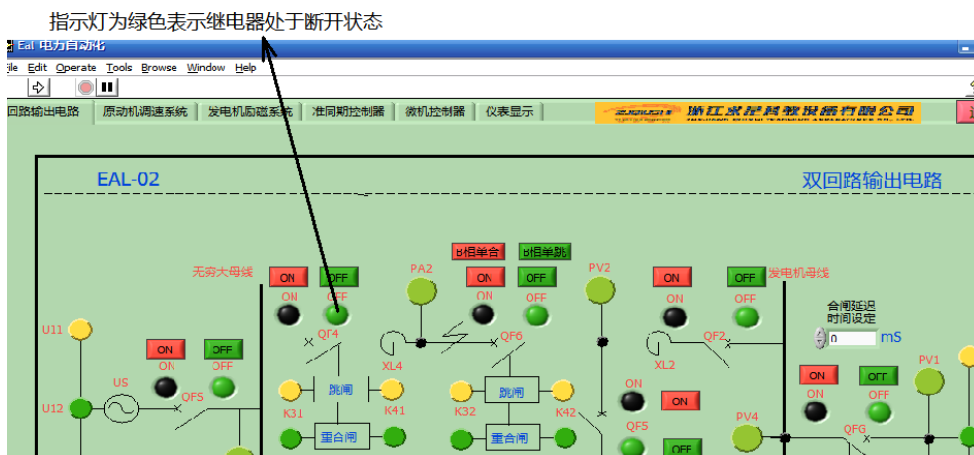 指示灯为绿色表示继电器处于断开状态
Eal 电力自动化
File Edit Operate Tools Browse Window Help
回路输出电路 原动机调速系统 发电机励磁系统 准同期控制器 微机控制器 仪表显示
浙江求是科教设备有限公司
EAL-02 双回路输出电路
B相单合 B相单跳
无穷大母线 ON OFF PA2 ON OFF PV2 ON OFF 发电机母线
ON OFF ON OFF ON OFF
合闸延迟
时间设定
U11 QF4 QF6 QF2 0 mS
ON OFF
ON OFF XL4 XL2 PV1
US ON OFF
QFS 跳闸 跳闸 ON ON OFF
U12 K31 K41 K32 K42 ON
QF5 PV4 QFG
重合闸 重合闸 OFF